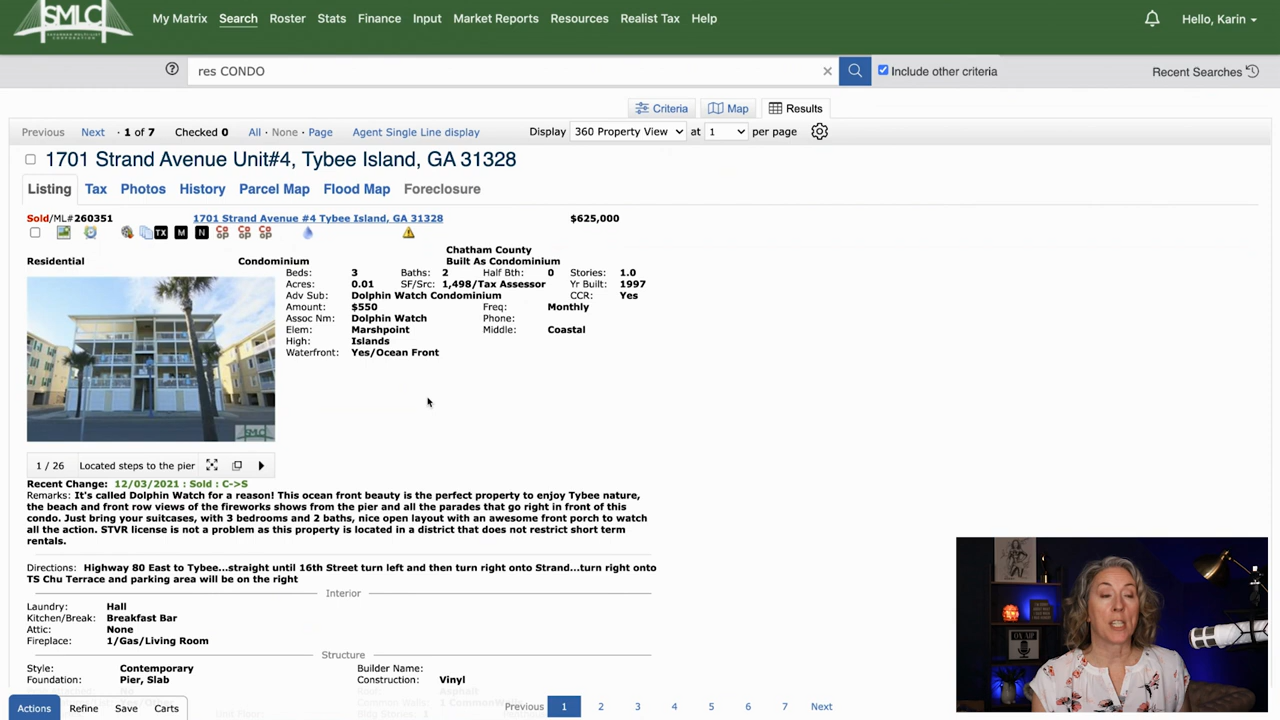 SMLC
SAVANNAH MULTI-LIST CORPORATION
My Matrix Search Roster Stats Finance Input Market Reports Resources Realist Tax Help
Hello, Karin
res CONDO
Include other criteria
Recent Searches
Criteria Map Results
Previous Next · 1 of 7 Checked 0 All · None · Page Agent Single Line display Display 360 Property View at 1 per page
1701 Strand Avenue Unit#4, Tybee Island, GA 31328
Listing Tax Photos History Parcel Map Flood Map Foreclosure
Sold/ML#260351 1701 Strand Avenue #4 Tybee Island, GA 31328 $625,000
TX M N Co op Co op Co op
Chatham County
Residential Condominium Built As Condominium
Beds: 3 Baths: 2 Half Bth: 0 Stories: 1.0
Acres: 0.01 SF/Src: 1,498/Tax Assessor Yr Built: 1997
Adv Sub: Dolphin Watch Condominium CCR: Yes
Amount: $550 Freq: Monthly
Assoc Nm: Dolphin Watch Phone:
Elem: Marshpoint Middle: Coastal
High: Islands
Waterfront: Yes/Ocean Front
SMLC
1 / 26 Located steps to the pier
Recent Change: 12/03/2021 : Sold : C->S
Remarks: It's called Dolphin Watch for a reason! This ocean front beauty is the perfect property to enjoy Tybee nature,
the beach and front row views of the fireworks shows from the pier and all the parades that go right in front of this
condo. Just bring your suitcases, with 3 bedrooms and 2 baths, nice open layout with an awesome front porch to watch
all the action. STVR license is not a problem as this property is located in a district that does not restrict short term
rentals.
Directions: Highway 80 East to Tybee...straight until 16th Street turn left and then turn right onto Strand...turn right onto
TS Chu Terrace and parking area will be on the right
Interior
Laundry: Hall
Kitchen/Break: Breakfast Bar
Attic: None
Fireplace: 1/Gas/Living Room
Structure
Style: Contemporary Builder Name:
Foundation: Pier, Slab Construction: Vinyl
Actions Refine Save Carts
Previous 1 2 3 4 5 6 7 Next
ON AIR